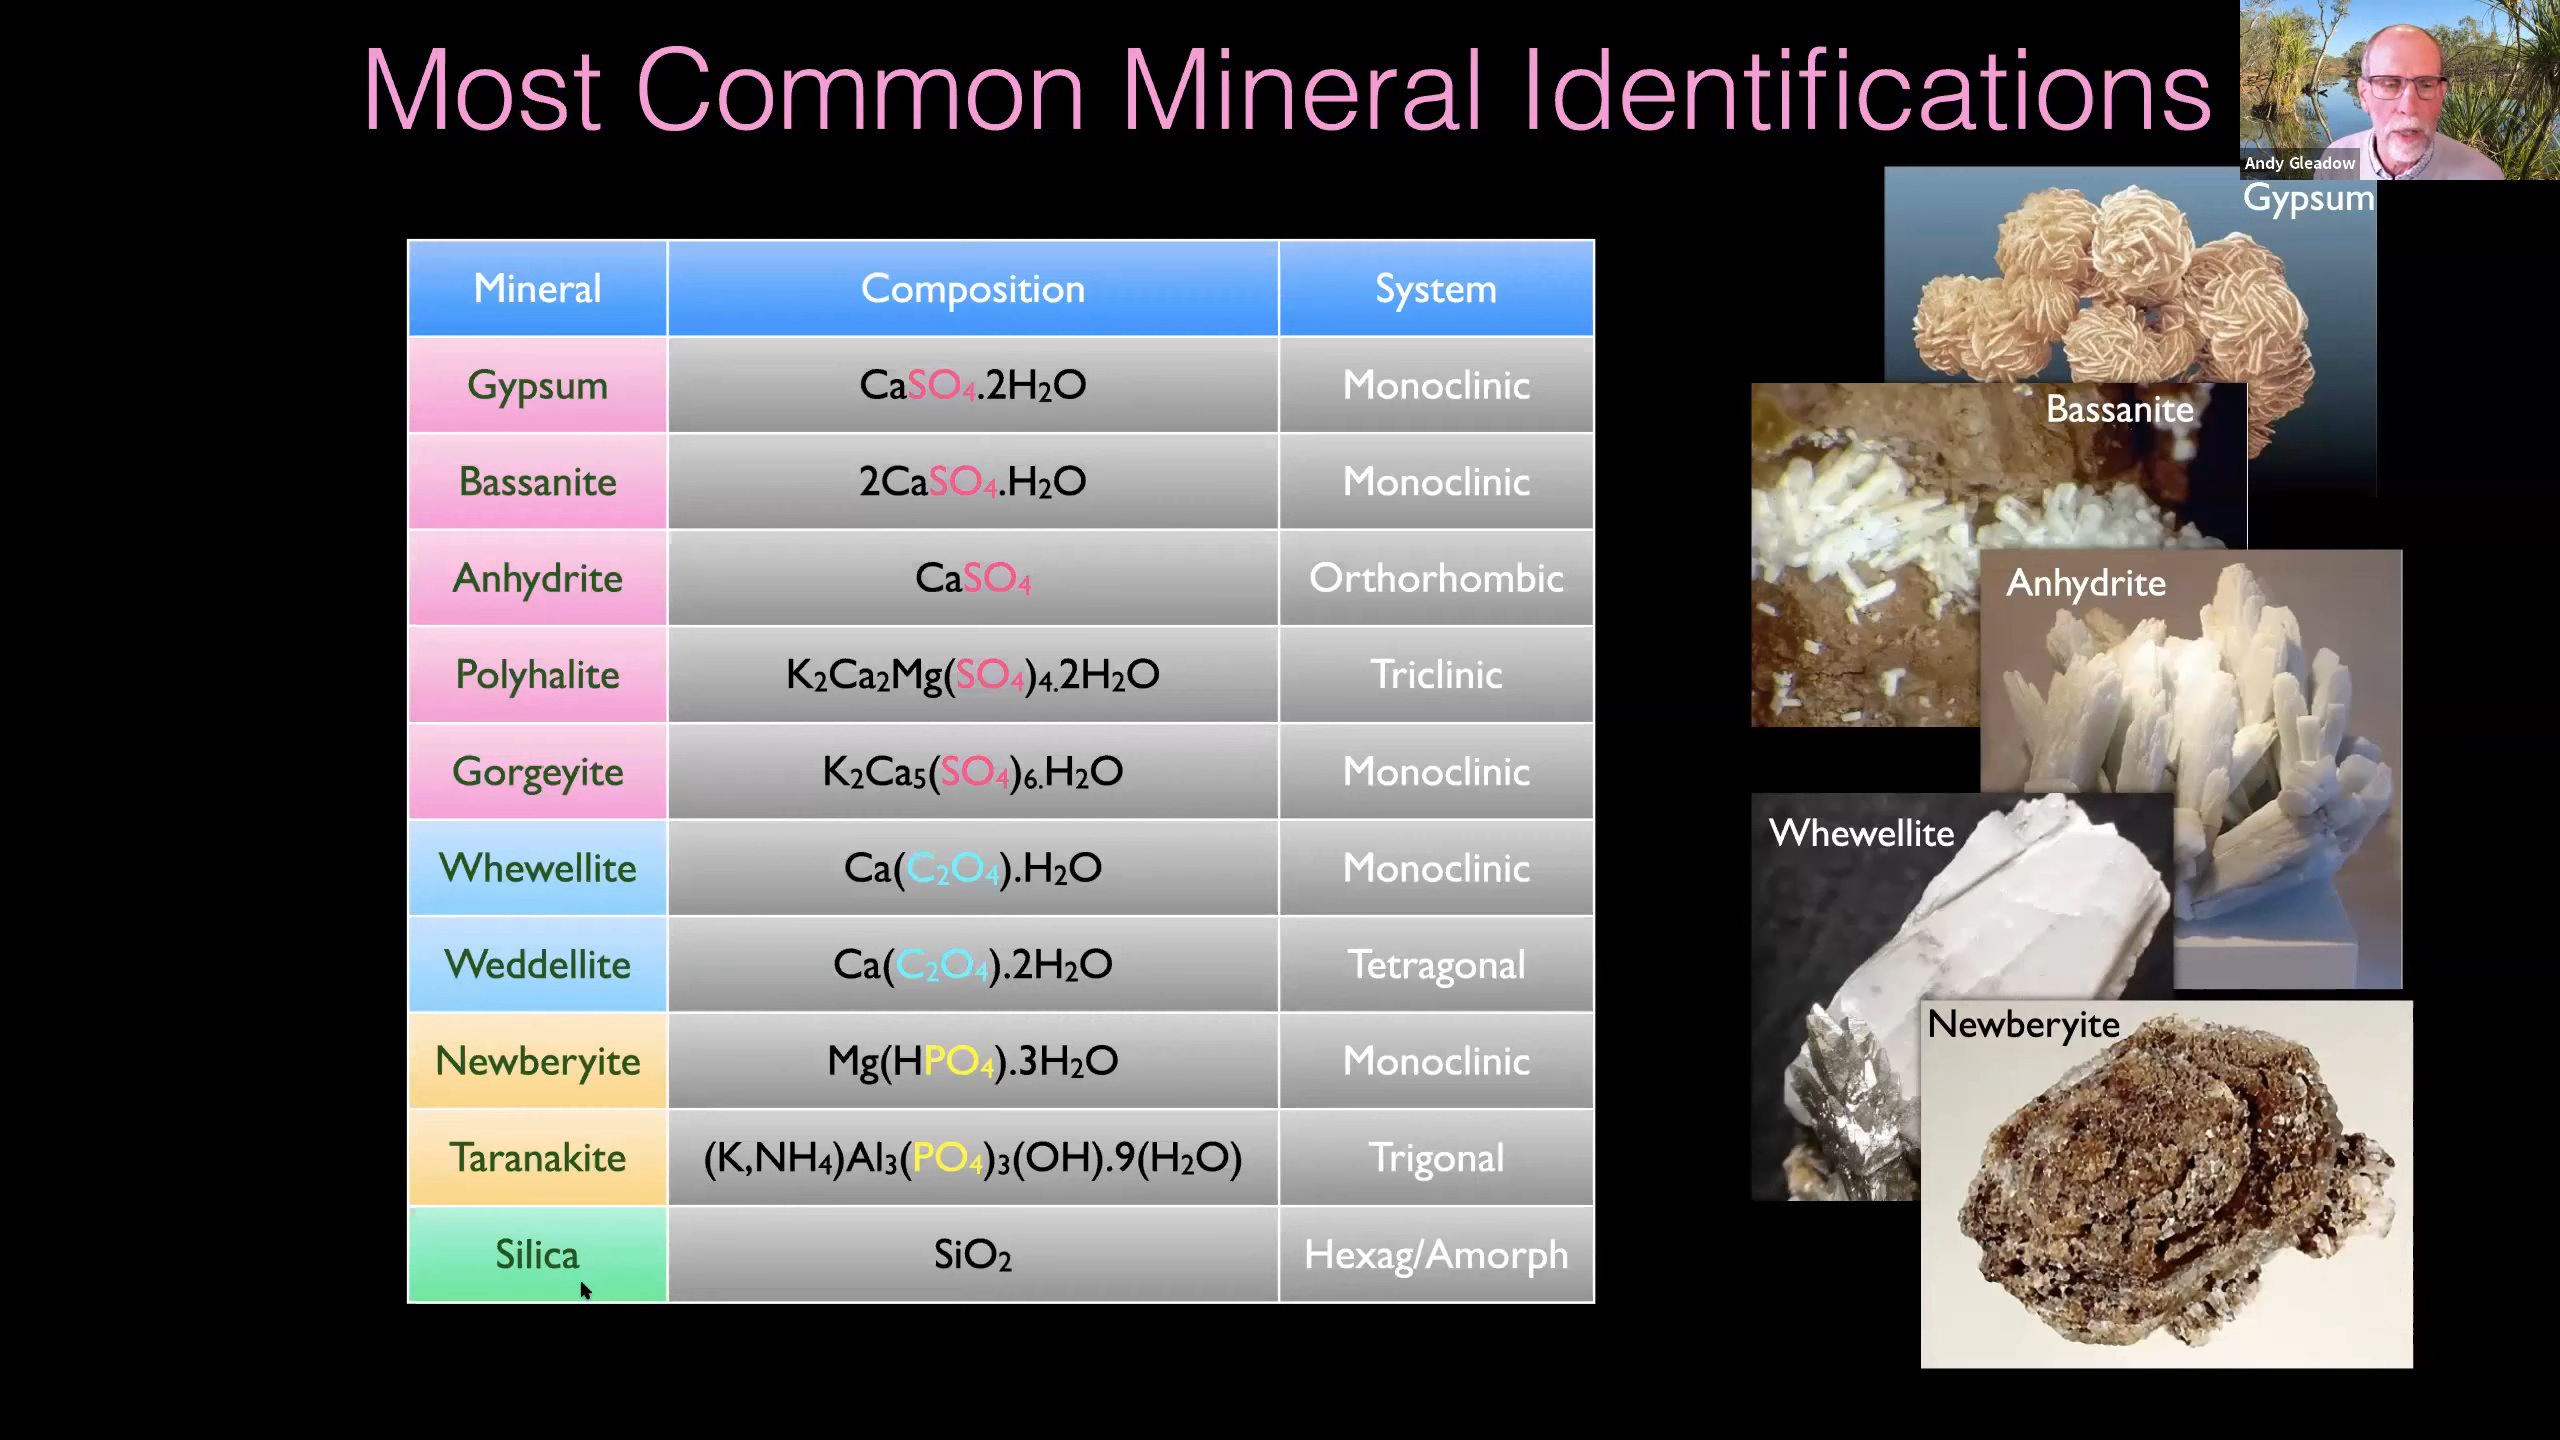 Most Common Mineral Identifications
Andy Gleadow
Mineral Composition System
Gypsum CaSO₄.2H₂O Monoclinic
Bassanite 2CaSO₄.H₂O Monoclinic
Anhydrite CaSO₄ Orthorhombic
Polyhalite K₂Ca₂Mg(SO₄)₄.2H₂O Triclinic
Gorgeyite K₂Ca₅(SO₄)₆.H₂O Monoclinic
Whewellite Ca(C₂O₄).H₂O Monoclinic
Weddellite Ca(C₂O₄).2H₂O Tetragonal
Newberyite Mg(HPO₄).3H₂O Monoclinic
Taranakite (K,NH₄)Al₃(PO₄)₃(OH).9(H₂O) Trigonal
Silica SiO₂ Hexag/Amorph
Gypsum
Bassanite
Anhydrite
Whewellite
Newberyite